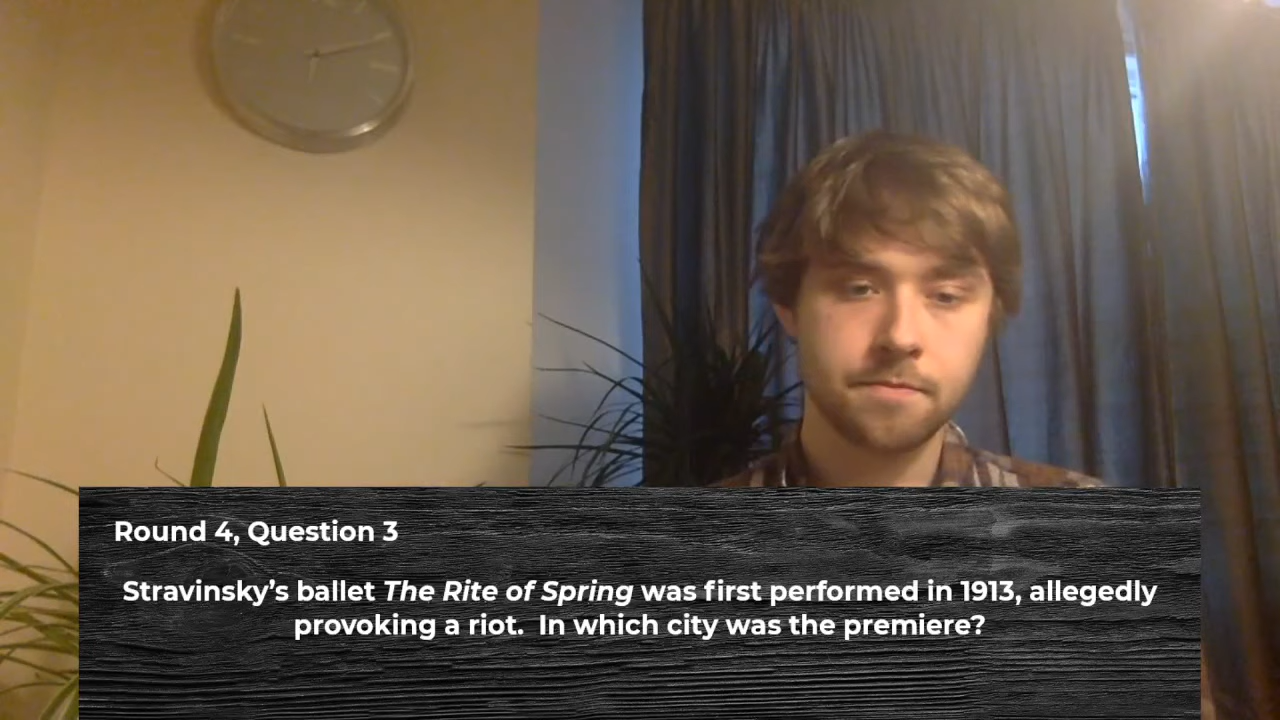 Round 4, Question 3
Stravinsky’s ballet The Rite of Spring was first performed in 1913, allegedly
provoking a riot.  In which city was the premiere?